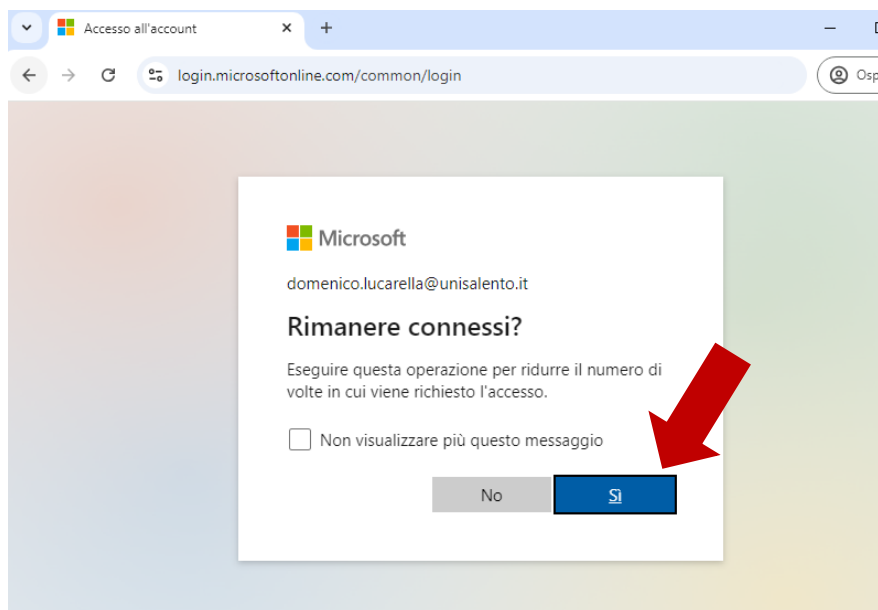 Accesso all'account
login.microsoftonline.com/common/login
Microsoft
domenico.lucarella@unisalento.it
Rimanere connessi?
Eseguire questa operazione per ridurre il numero di
volte in cui viene richiesto l'accesso.
Non visualizzare più questo messaggio
No
Sì